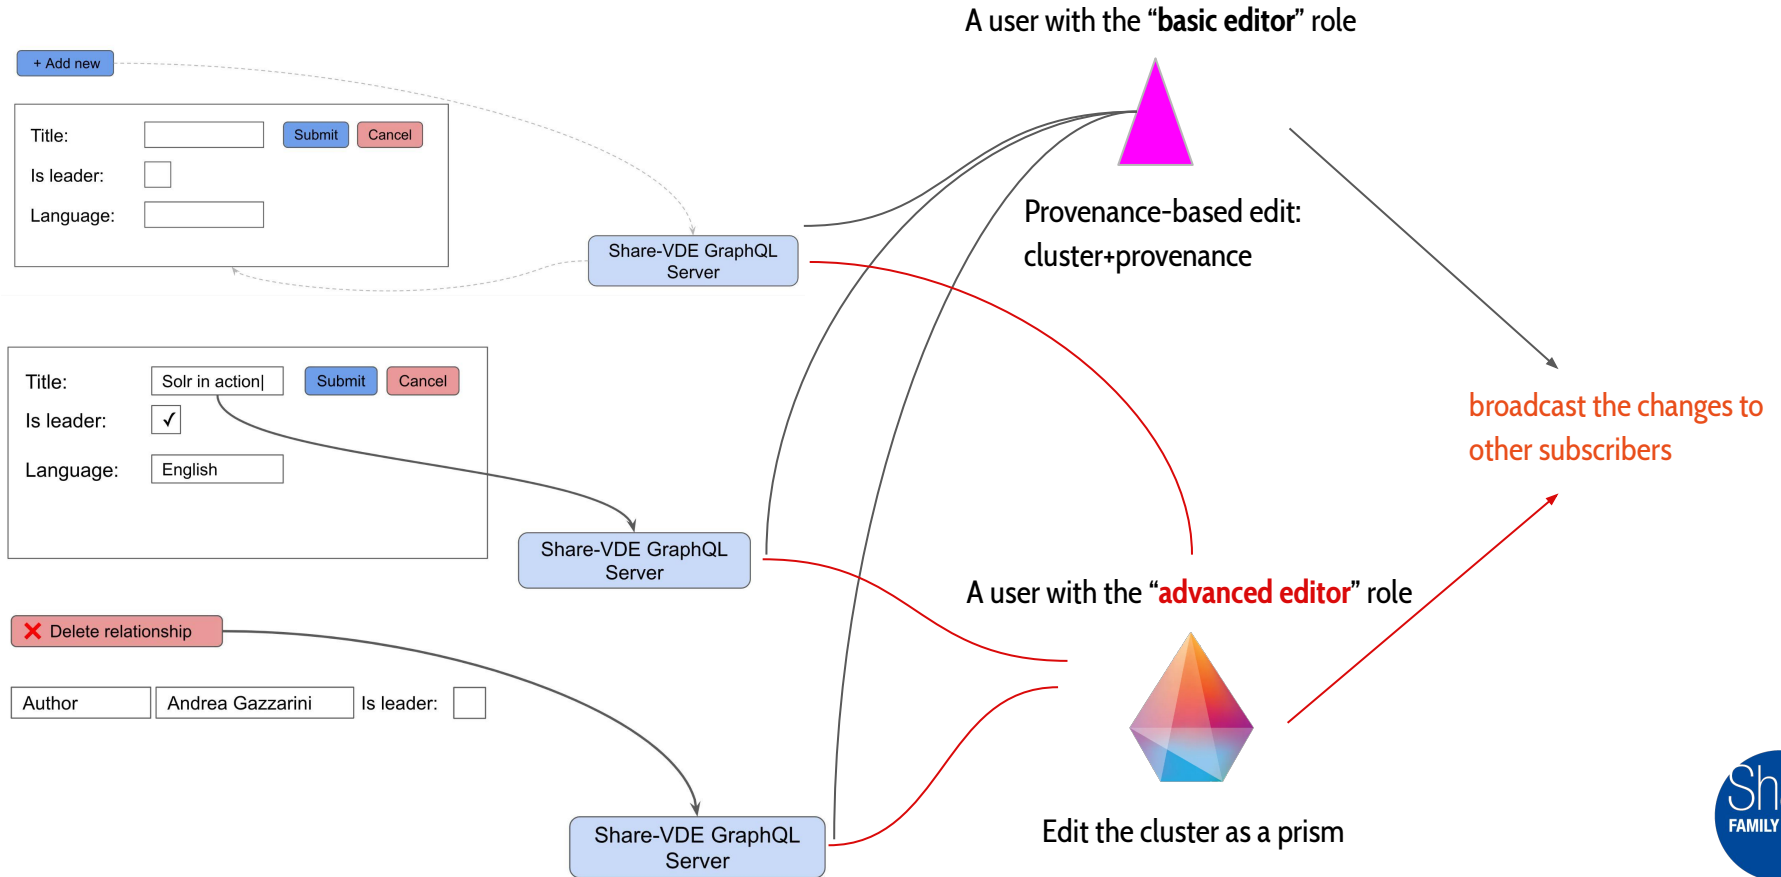 A user with the “basic editor” role
+ Add new
Title:
Submit
Cancel
Is leader:
Language:
Share-VDE GraphQL
Server
Provenance-based edit:
cluster+provenance
Title:
Solr in action|
Submit
Cancel
Is leader:
✓
Language:
English
broadcast the changes to
other subscribers
Share-VDE GraphQL
Server
A user with the “advanced editor” role
❌ Delete relationship
Author
Andrea Gazzarini
Is leader:
Share-VDE GraphQL
Server
Edit the cluster as a prism
FAMILY